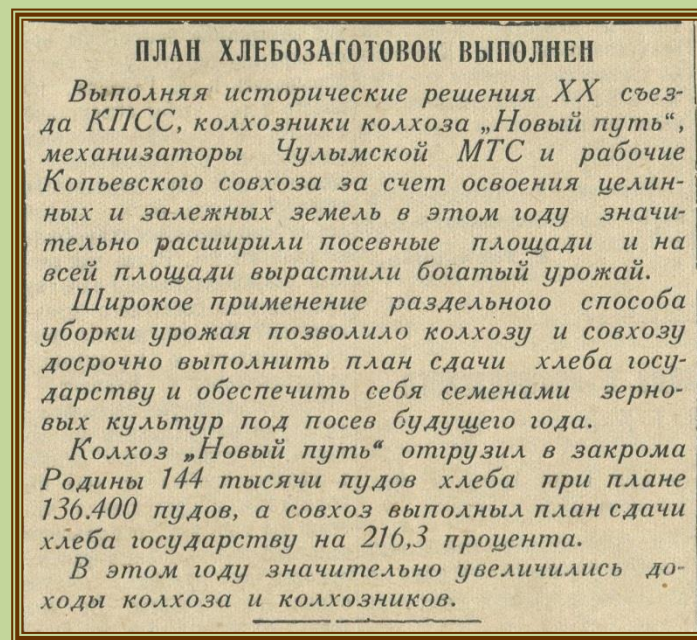 ПЛАН ХЛЕБОЗАГОТОВОК ВЫПОЛНЕН
Выполняя исторические решения XX съез-
да КПСС, колхозники колхоза „Новый путь“,
механизаторы Чулымской МТС и рабочие
Копьевского совхоза за счет освоения целин-
ных и залежных земель в этом году значи-
тельно расширили посевные площади и на
всей площади вырастили богатый урожай.
Широкое применение раздельного способа
уборки урожая позволило колхозу и совхозу
досрочно выполнить план сдачи хлеба госу-
дарству и обеспечить себя семенами зерно-
вых культур под посев будущего года.
Колхоз „Новый путь“ отгрузил в закрома
Родины 144 тысячи пудов хлеба при плане
136.400 пудов, а совхоз выполныл план сдачи
хлеба государству на 216,3 процента.
В этом году значительно увеличились до-
ходы колхоза и колхозников.